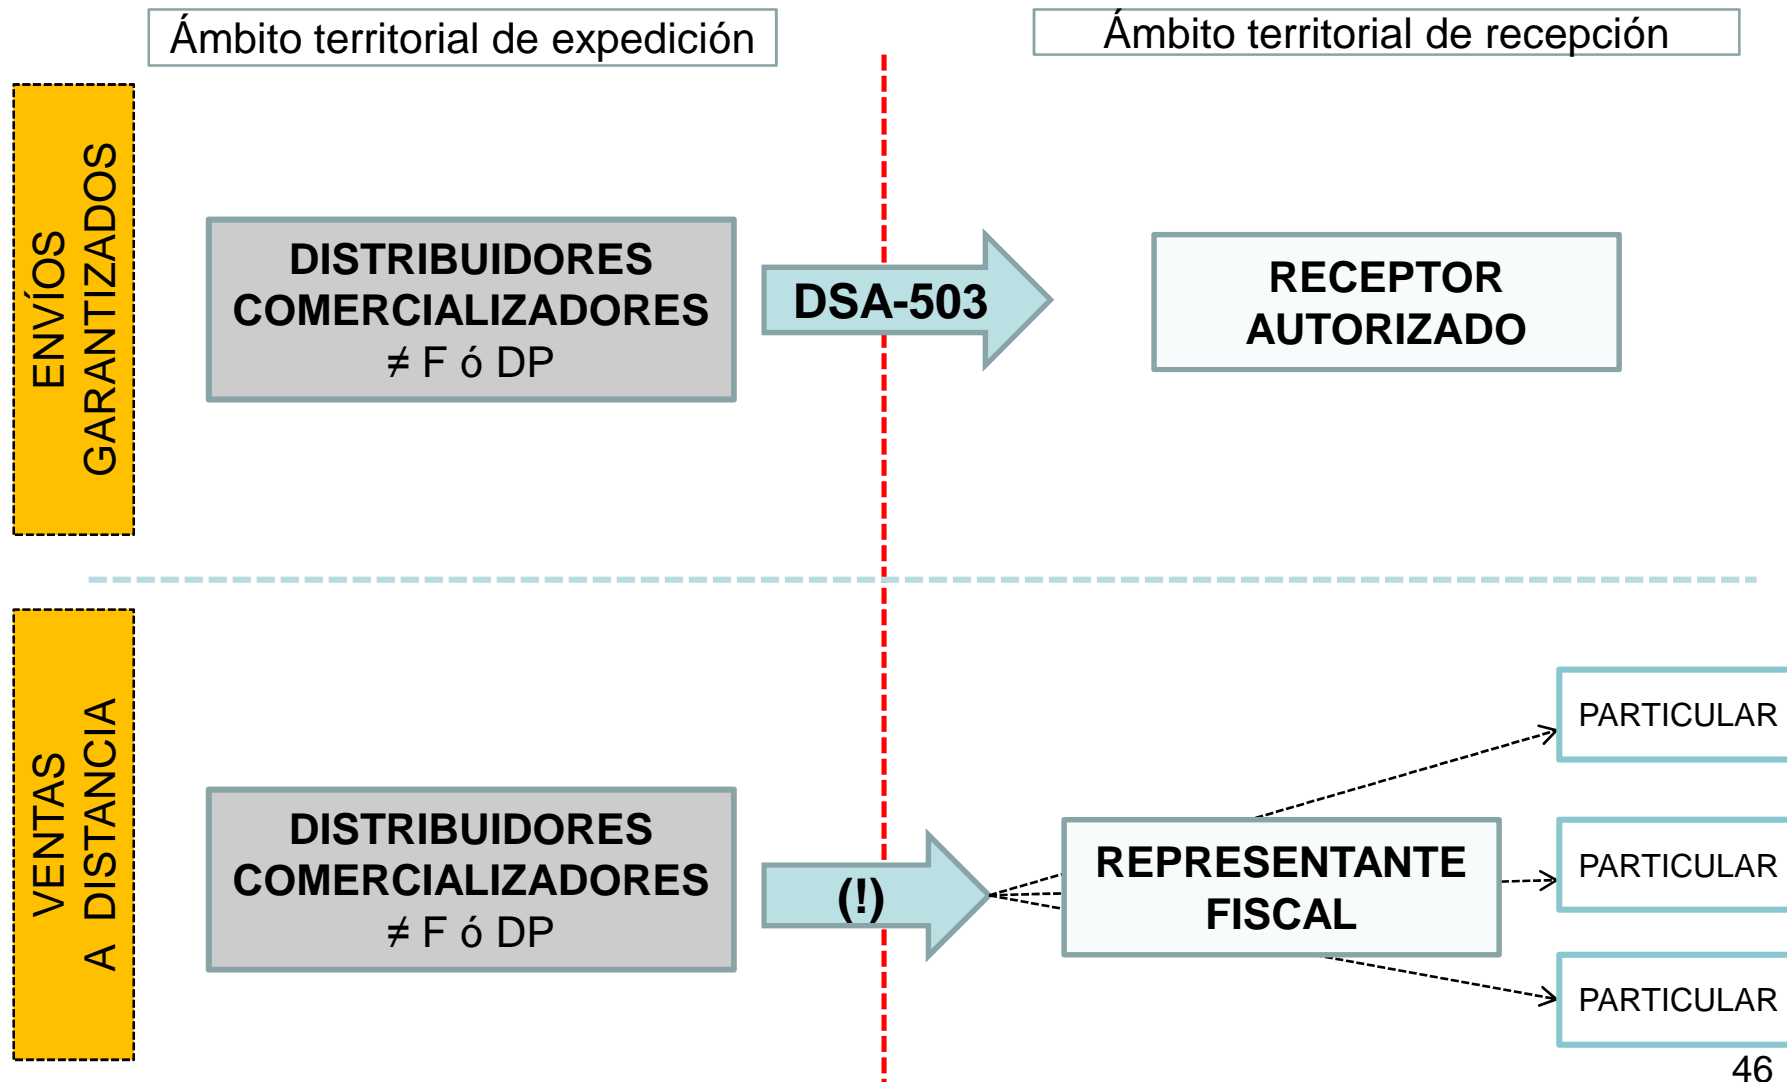 Ámbito territorial de expedición
Ámbito territorial de recepción
ENVÍOS
GARANTIZADOS
DISTRIBUIDORES
COMERCIALIZADORES
≠ F ó DP
DSA-503
RECEPTOR
AUTORIZADO
VENTAS
A DISTANCIA
DISTRIBUIDORES
COMERCIALIZADORES
≠ F ó DP
(!)
REPRESENTANTE
FISCAL
PARTICULAR
PARTICULAR
PARTICULAR
46